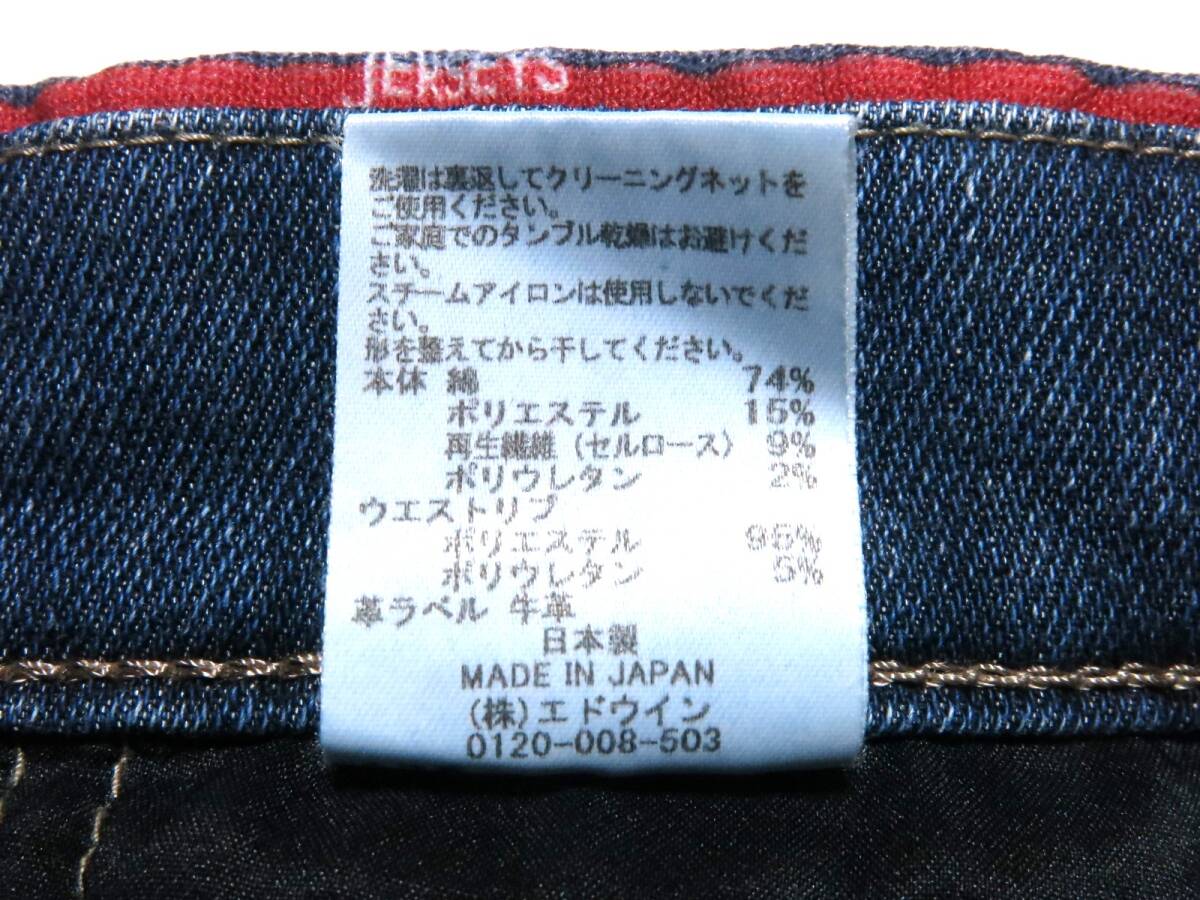 JERSEYS
洗濯は裏返してクリーニングネットを
ご使用ください。
ご家庭でのタンブル乾燥はお避けくだ
さい。
スチームアイロンは使用しないでくだ
さい。
形を整えてから干してください。
本体 綿 74%
ポリエステル 15%
再生繊維(セルロース) 9%
ポリウレタン 2%
ウエストリブ
ポリエステル 95%
ポリウレタン 5%
革ラベル 牛革
日本製
MADE IN JAPAN
(株)エドウイン
0120-008-503